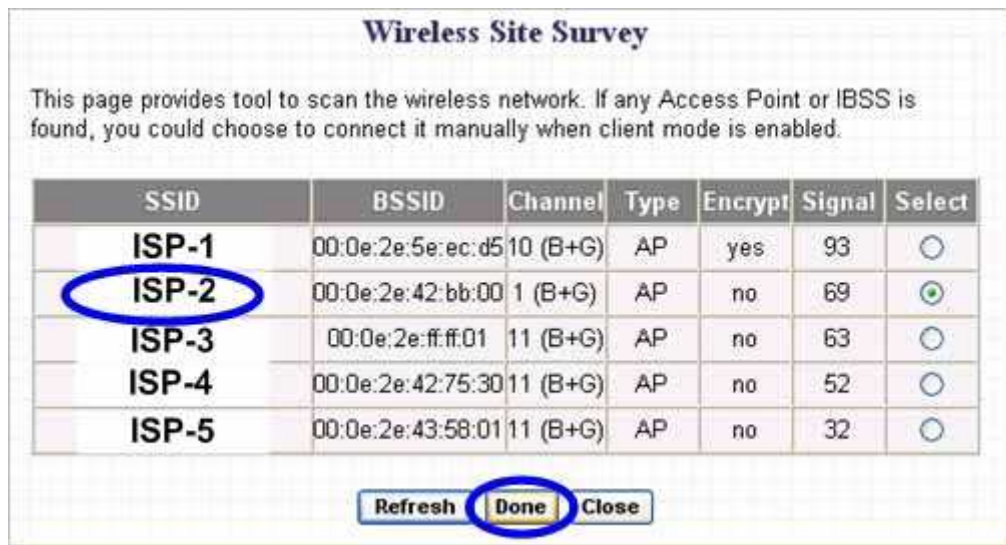 Wireless Site Survey
This page provides tool to scan the wireless network. If any Access Point or IBSS is
found, you could choose to connect it manually when client mode is enabled.
SSID BSSID Channel Type Encrypt Signal Select
ISP-1 00:0e:2e:5e:ec:d5 10 (B+G) AP yes 93
ISP-2 00:0e:2e:42:bb:00 1 (B+G) AP no 69
ISP-3 00:0e:2e:ff:ff:01 11 (B+G) AP no 63
ISP-4 00:0e:2e:42:75:30 11 (B+G) AP no 52
ISP-5 00:0e:2e:43:58:01 11 (B+G) AP no 32
Refresh Done Close